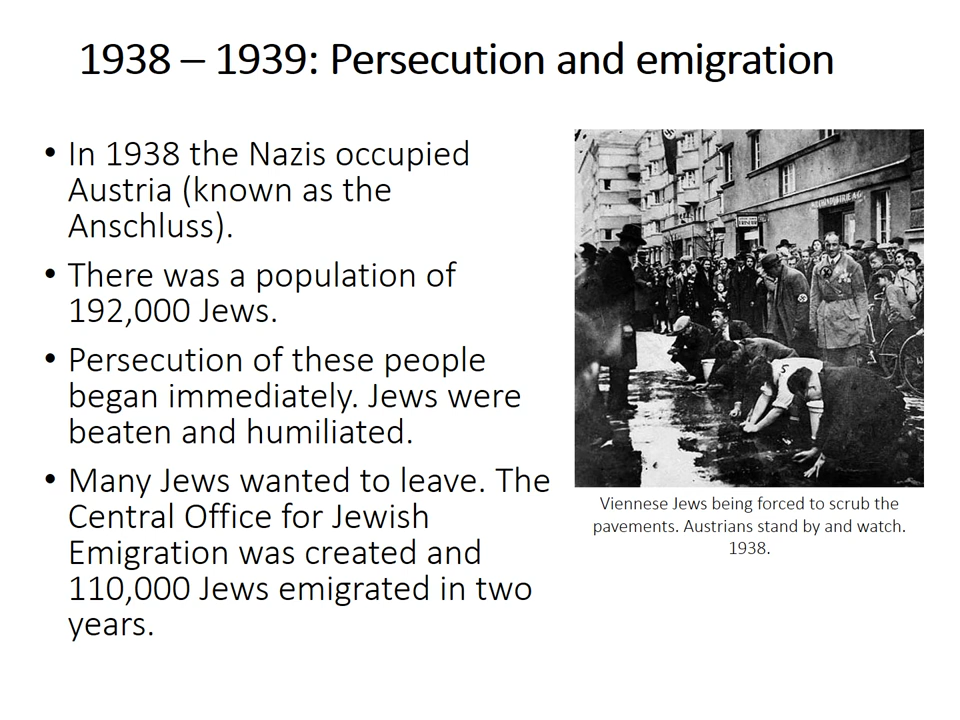 1938 – 1939: Persecution and emigration
• In 1938 the Nazis occupied
Austria (known as the
Anschluss).
• There was a population of
192,000 Jews.
• Persecution of these people
began immediately. Jews were
beaten and humiliated.
• Many Jews wanted to leave. The
Central Office for Jewish
Emigration was created and
110,000 Jews emigrated in two
years.
Viennese Jews being forced to scrub the
pavements. Austrians stand by and watch.
1938.